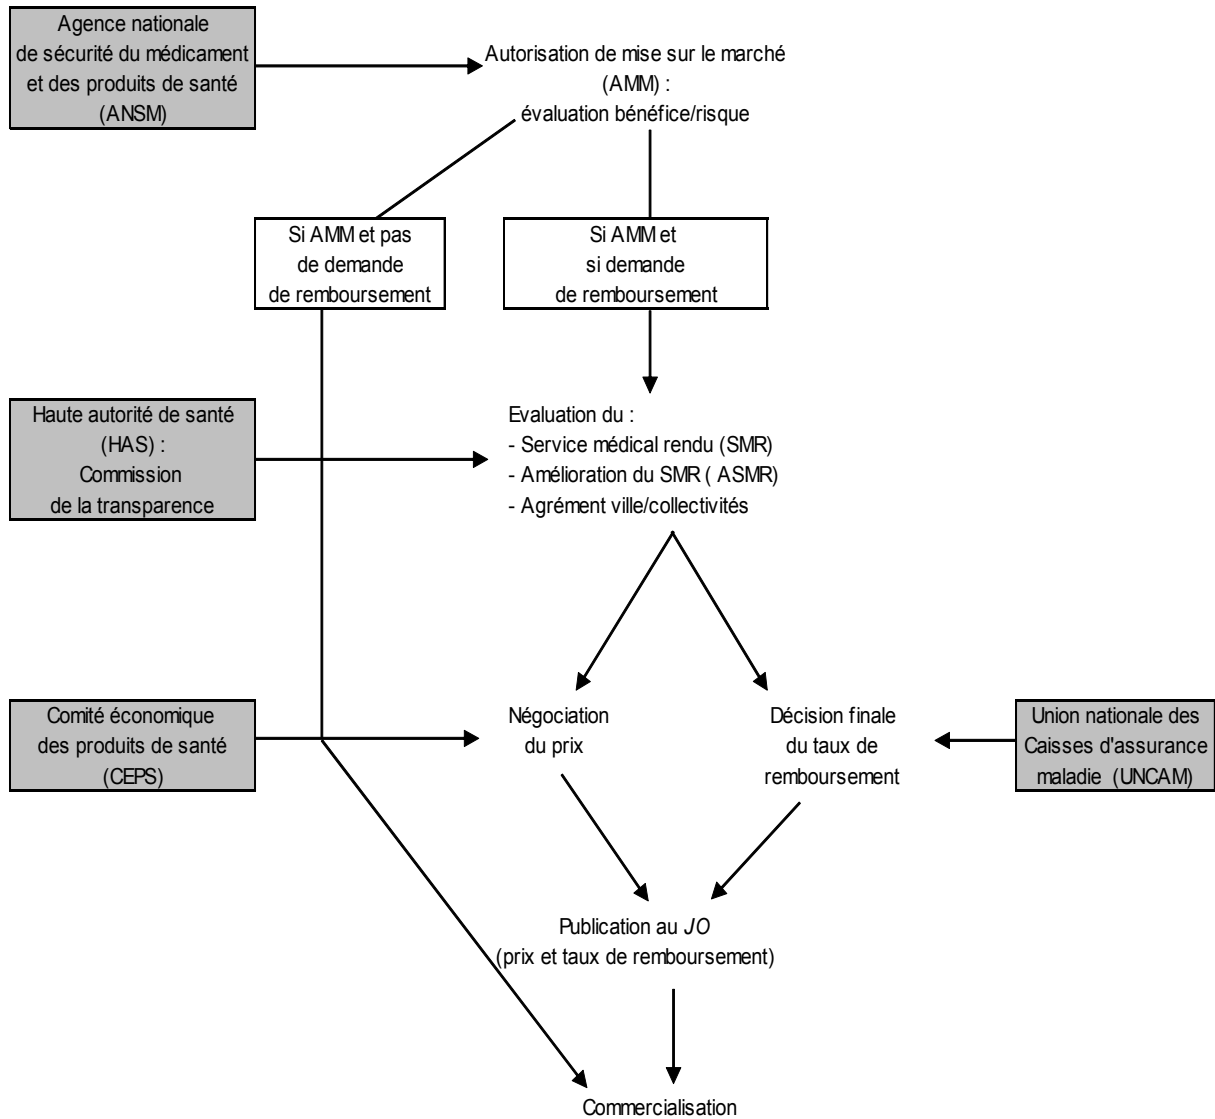 Agence nationale
de sécurité du médicament
et des produits de santé
(ANSM)
Autorisation de mise sur le marché
(AMM) :
évaluation bénéfice/risque
Si AMM et pas
de demande
de remboursement
Si AMM et
si demande
de remboursement
Haute autorité de santé
(HAS) :
Commission
de la transparence
Evaluation du :
- Service médical rendu (SMR)
- Amélioration du SMR ( ASMR)
- Agrément ville/collectivités
Comité économique
des produits de santé
(CEPS)
Négociation
du prix
Décision finale
du taux de
remboursement
Union nationale des
Caisses d'assurance
maladie (UNCAM)
Publication au JO
(prix et taux de remboursement)
Commercialisation